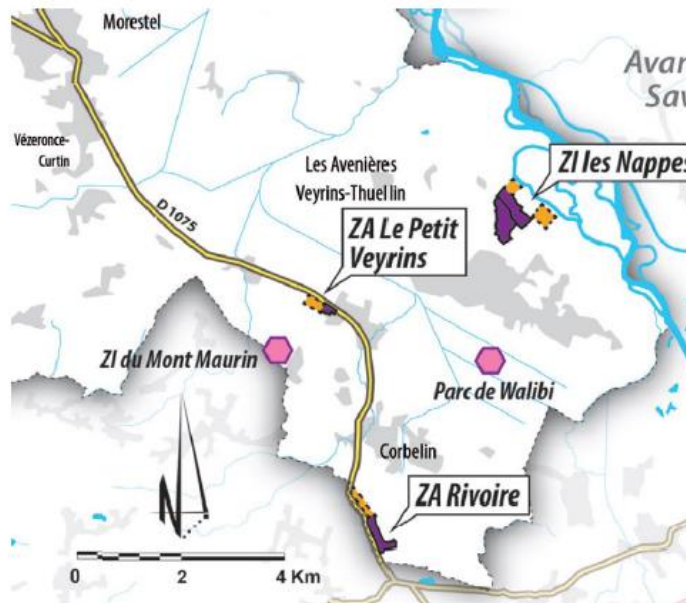 Morestel
Avan
Sav
Vézeronce-
Curtin
Les Avenières
Veyrins-Thuellin
ZI les Nappes
D 1075
ZA Le Petit
Veyrins
ZI du Mont Maurin
Parc de Walibi
Corbelin
ZA Rivoire
N
0 2 4 Km